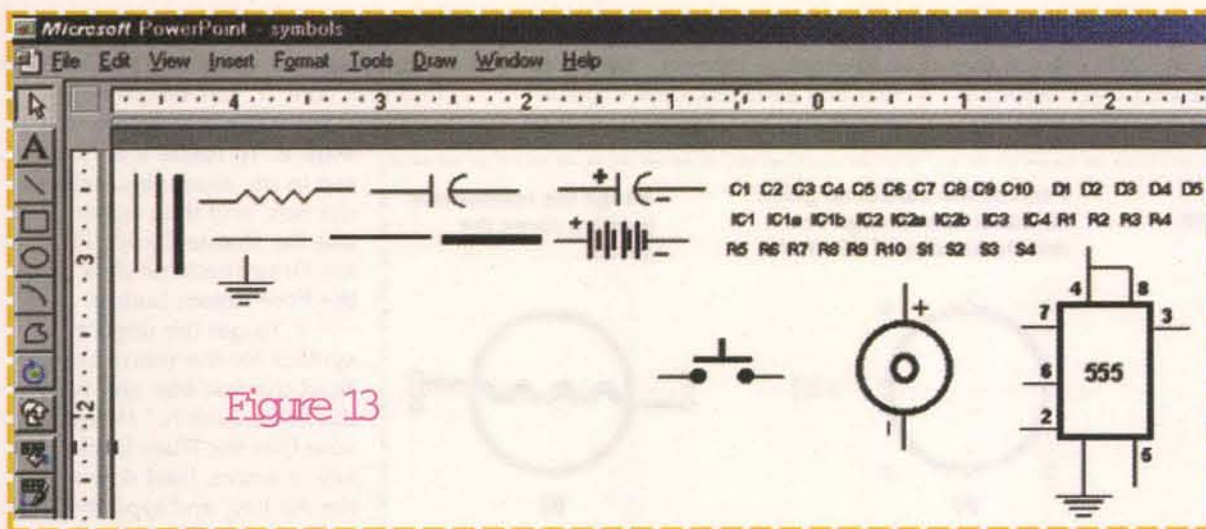 Microsoft PowerPoint - symbols
File Edit View Insert Format Tools Draw Window Help
4 3 2 1 0 1 2
A
3
2
+ -
+ -
C1 C2 C3 C4 C5 C6 C7 C8 C9 C10 D1 D2 D3 D4 D5
IC1 IC1a IC1b IC2 IC2a IC2b IC3 IC4 R1 R2 R3 R4
R5 R6 R7 R8 R9 R10 S1 S2 S3 S4
+
-
4 8
7 3
555
6
2
5
Figure 13